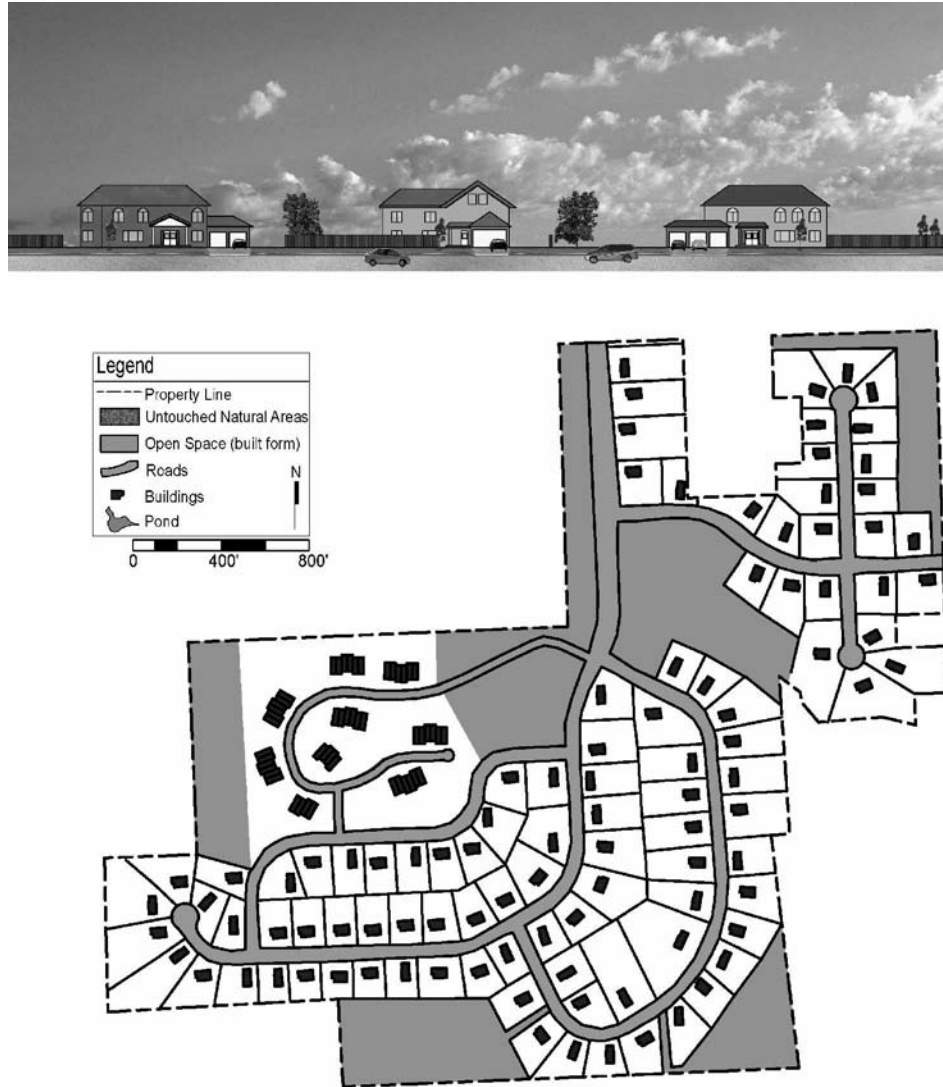 Legend
Property Line
Untouched Natural Areas
Open Space (built form)
Roads
N
Buildings
Pond
0 400' 800'